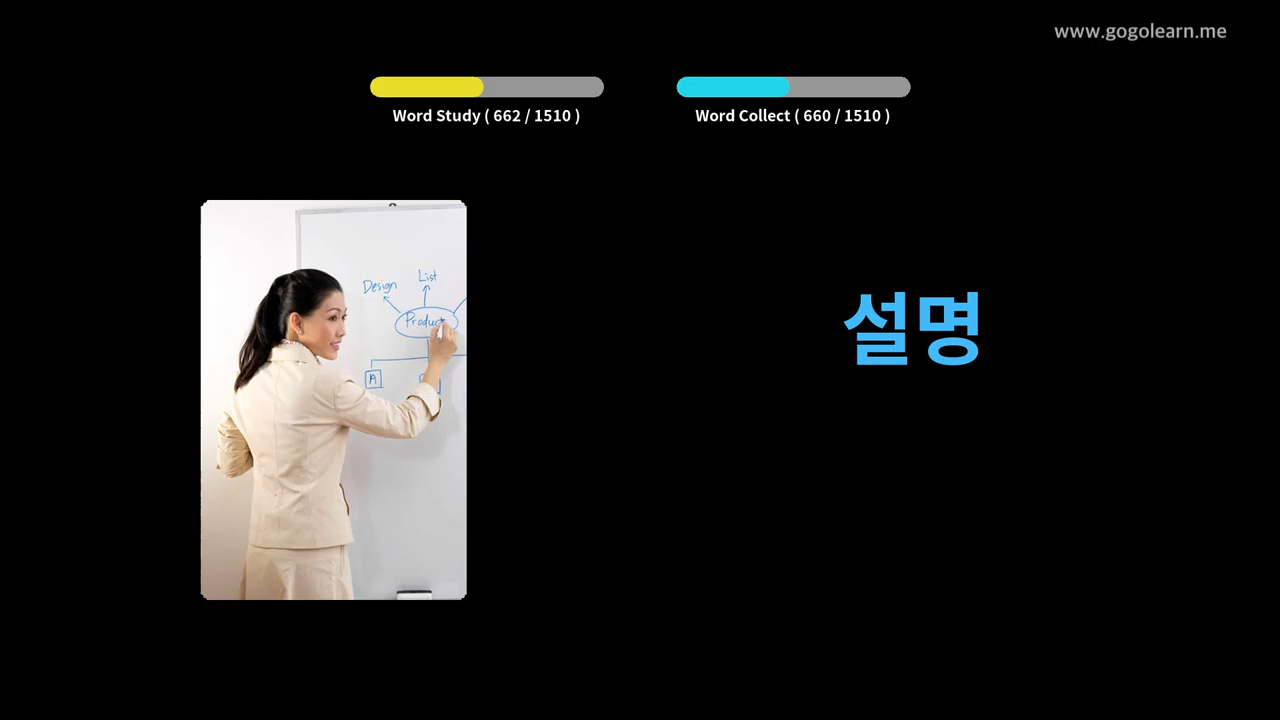 www.gogolearn.me
Word Study ( 662 / 1510 )
Word Collect ( 660 / 1510 )
List
Design
Product
A
설명